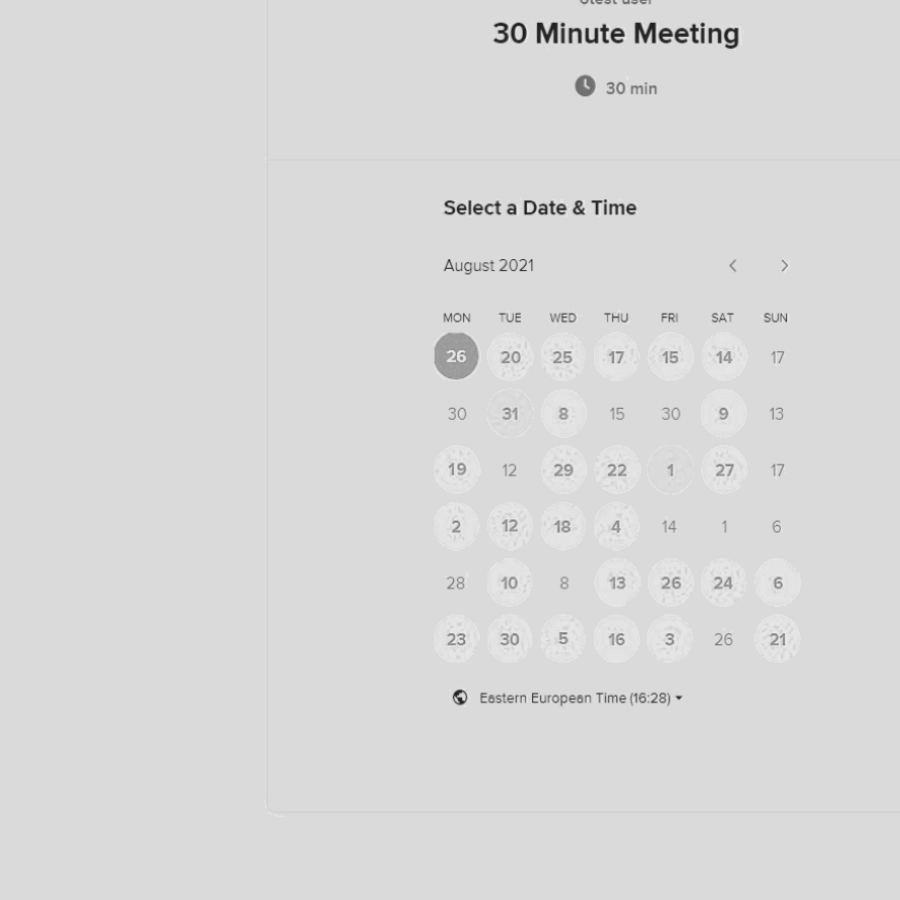 30 Minute Meeting
30 min
Select a Date & Time
August 2021
MON TUE WED THU FRI SAT SUN
26 20 25 17 15 14 17
30 31 8 15 30 9 13
19 12 29 22 1 27 17
2 12 18 4 14 1 6
28 10 8 13 26 24 6
23 30 5 16 3 26 21
Eastern European Time (16:28)